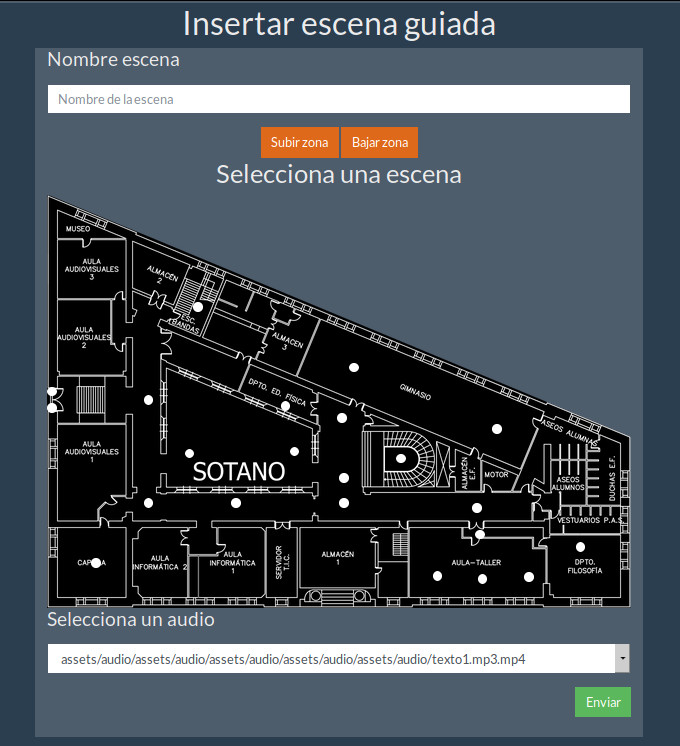 Insertar escena guiada
Nombre escena
Nombre de la escena
Subir zona
Bajar zona
Selecciona una escena
MUSEO
AULA
AUDIOVISUALES
3
ALMACÉN
2
ESC.
BANDAS
ALMACEN
3
AULA
AUDIOVISUALES
2
GIMNASIO
DPTO. ED. FÍSICA
AULA
AUDIOVISUALES
1
SOTANO
ASEOS ALUMNAS
ALMACÉN
E.F.
MOTOR
ASEOS
ALUMNOS
DUCHAS E.F.
VESTUARIOS P.A.S.
AULA
INFORMÁTICA 2
AULA
INFORMÁTICA
1
SERVIDOR
T.I.C.
ALMACÉN
1
AULA-TALLER
DPTO.
FILOSOFÍA
Selecciona un audio
assets/audio/assets/audio/assets/audio/assets/audio/assets/audio/texto1.mp3.mp4
Enviar